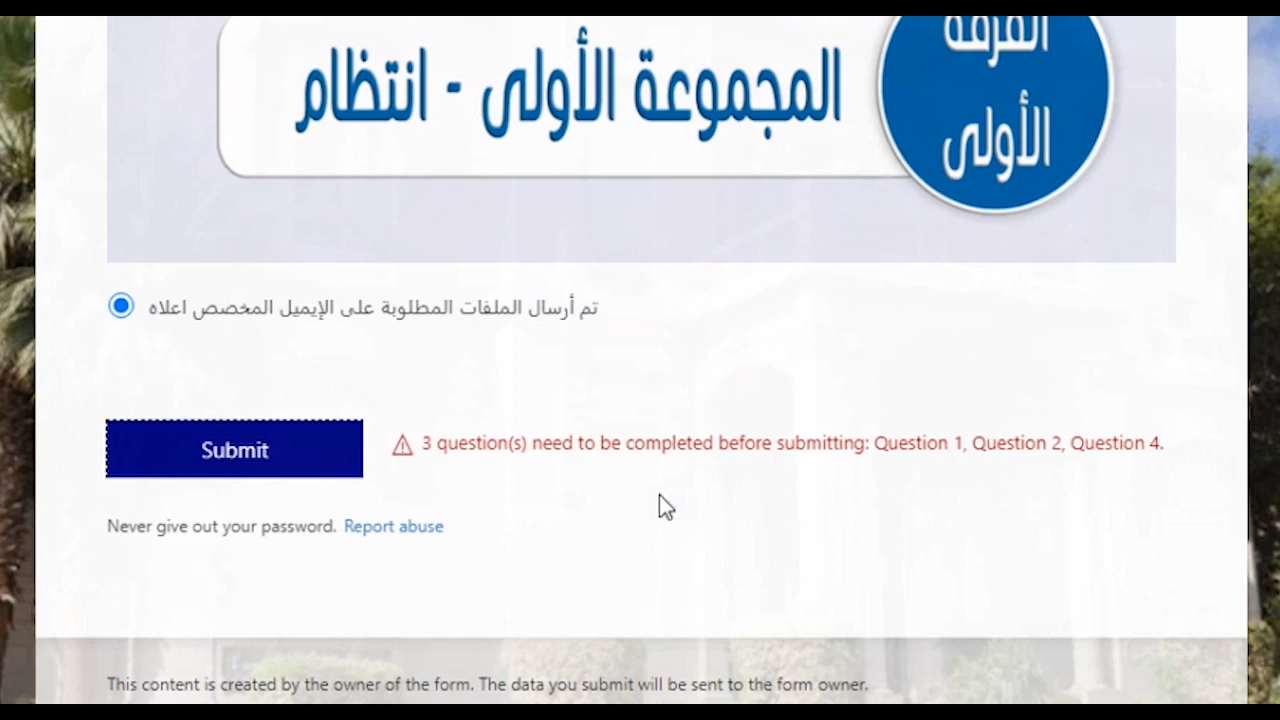 الفرقة
الأولى
المجموعة الأولى - انتظام
تم أرسال الملفات المطلوبة على الإيميل المخصص اعلاه
Submit
3 question(s) need to be completed before submitting: Question 1, Question 2, Question 4.
Never give out your password. Report abuse
This content is created by the owner of the form. The data you submit will be sent to the form owner.